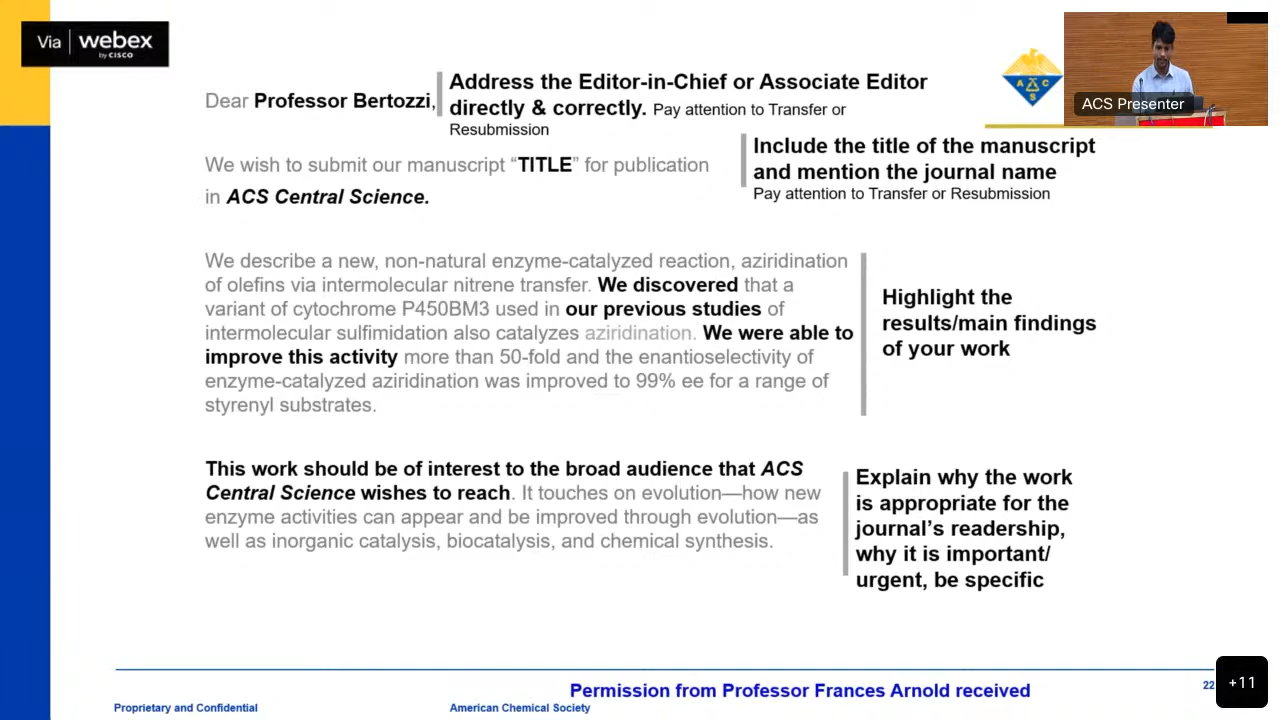 Via webex
by CISCO
Dear Professor Bertozzi,
Address the Editor-in-Chief or Associate Editor
directly & correctly. Pay attention to Transfer or
Resubmission
A C S
ACS Presenter
We wish to submit our manuscript “TITLE” for publication
in ACS Central Science.
Include the title of the manuscript
and mention the journal name
Pay attention to Transfer or Resubmission
We describe a new, non-natural enzyme-catalyzed reaction, aziridination
of olefins via intermolecular nitrene transfer. We discovered that a
variant of cytochrome P450BM3 used in our previous studies of
intermolecular sulfimidation also catalyzes aziridination. We were able to
improve this activity more than 50-fold and the enantioselectivity of
enzyme-catalyzed aziridination was improved to 99% ee for a range of
styrenyl substrates.
Highlight the
results/main findings
of your work
This work should be of interest to the broad audience that ACS
Central Science wishes to reach. It touches on evolution—how new
enzyme activities can appear and be improved through evolution—as
well as inorganic catalysis, biocatalysis, and chemical synthesis.
Explain why the work
is appropriate for the
journal’s readership,
why it is important/
urgent, be specific
Permission from Professor Frances Arnold received
22
+11
Proprietary and Confidential
American Chemical Society